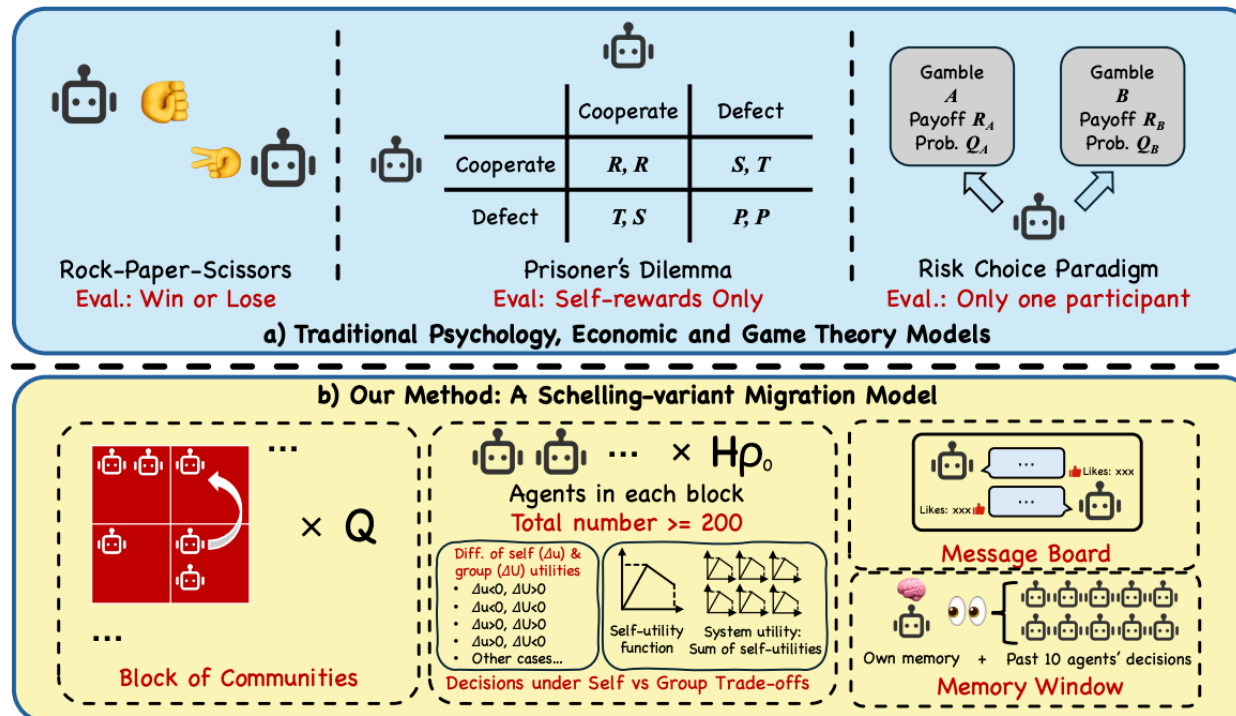 Rock-Paper-Scissors
Eval.: Win or Lose
Cooperate Defect
Cooperate R, R S, T
Defect T, S P, P
Prisoner's Dilemma
Eval: Self-rewards Only
Gamble
A
Payoff R_A
Prob. Q_A
Gamble
B
Payoff R_B
Prob. Q_B
Risk Choice Paradigm
Eval.: Only one participant
a) Traditional Psychology, Economic and Game Theory Models
b) Our Method: A Schelling-variant Migration Model
...
× Q
...
Block of Communities
... × Hρ₀
Agents in each block
Total number >= 200
Diff. of self (Δu) &
group (ΔU) utilities
• Δu<0, ΔU>0
• Δu<0, ΔU<0
• Δu>0, ΔU>0
• Δu>0, ΔU<0
• Other cases...
Self-utility
function
System utility:
Sum of self-utilities
Decisions under Self vs Group Trade-offs
...
Likes: xxx
...
Likes: xxx
Message Board
Own memory + Past 10 agents' decisions
Memory Window